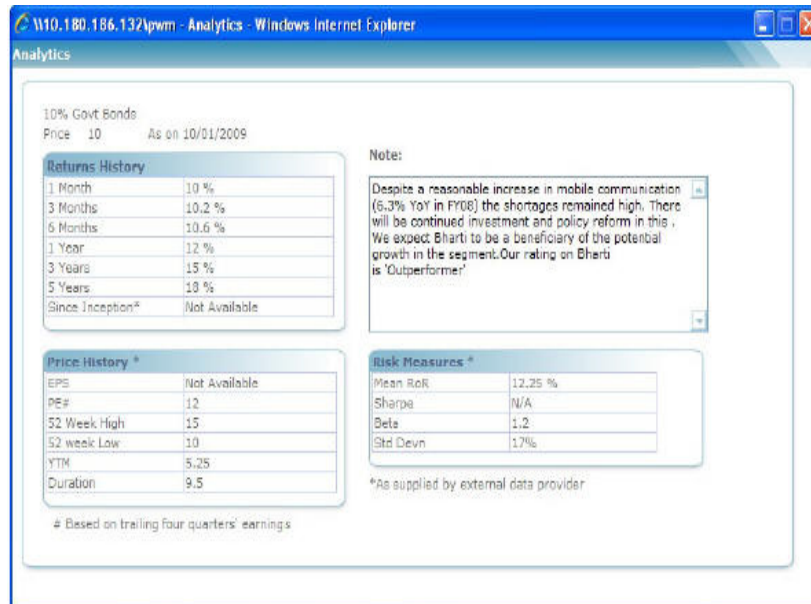 \\10.180.186.132\pwm - Analytics - Windows Internet Explorer
Analytics
10% Govt Bonds
Price 10 As on 10/01/2009
Returns History
1 Month 10 %
3 Months 10.2 %
6 Months 10.6 %
1 Year 12 %
3 Years 15 %
5 Years 18 %
Since Inception* Not Available
Note:
Despite a reasonable increase in mobile communication
(6.3% YoY in FY08) the shortages remained high. There
will be continued investment and policy reform in this .
We expect Bharti to be a beneficiary of the potential
growth in the segment.Our rating on Bharti
is 'Outperformer'
Price History *
EPS Not Available
PE# 12
52 Week High 15
52 week Low 10
YTM 5.25
Duration 9.5
# Based on trailing four quarters' earnings
Risk Measures *
Mean RoR 12.25 %
Sharpe N/A
Beta 1.2
Std Devn 17%
*As supplied by external data provider